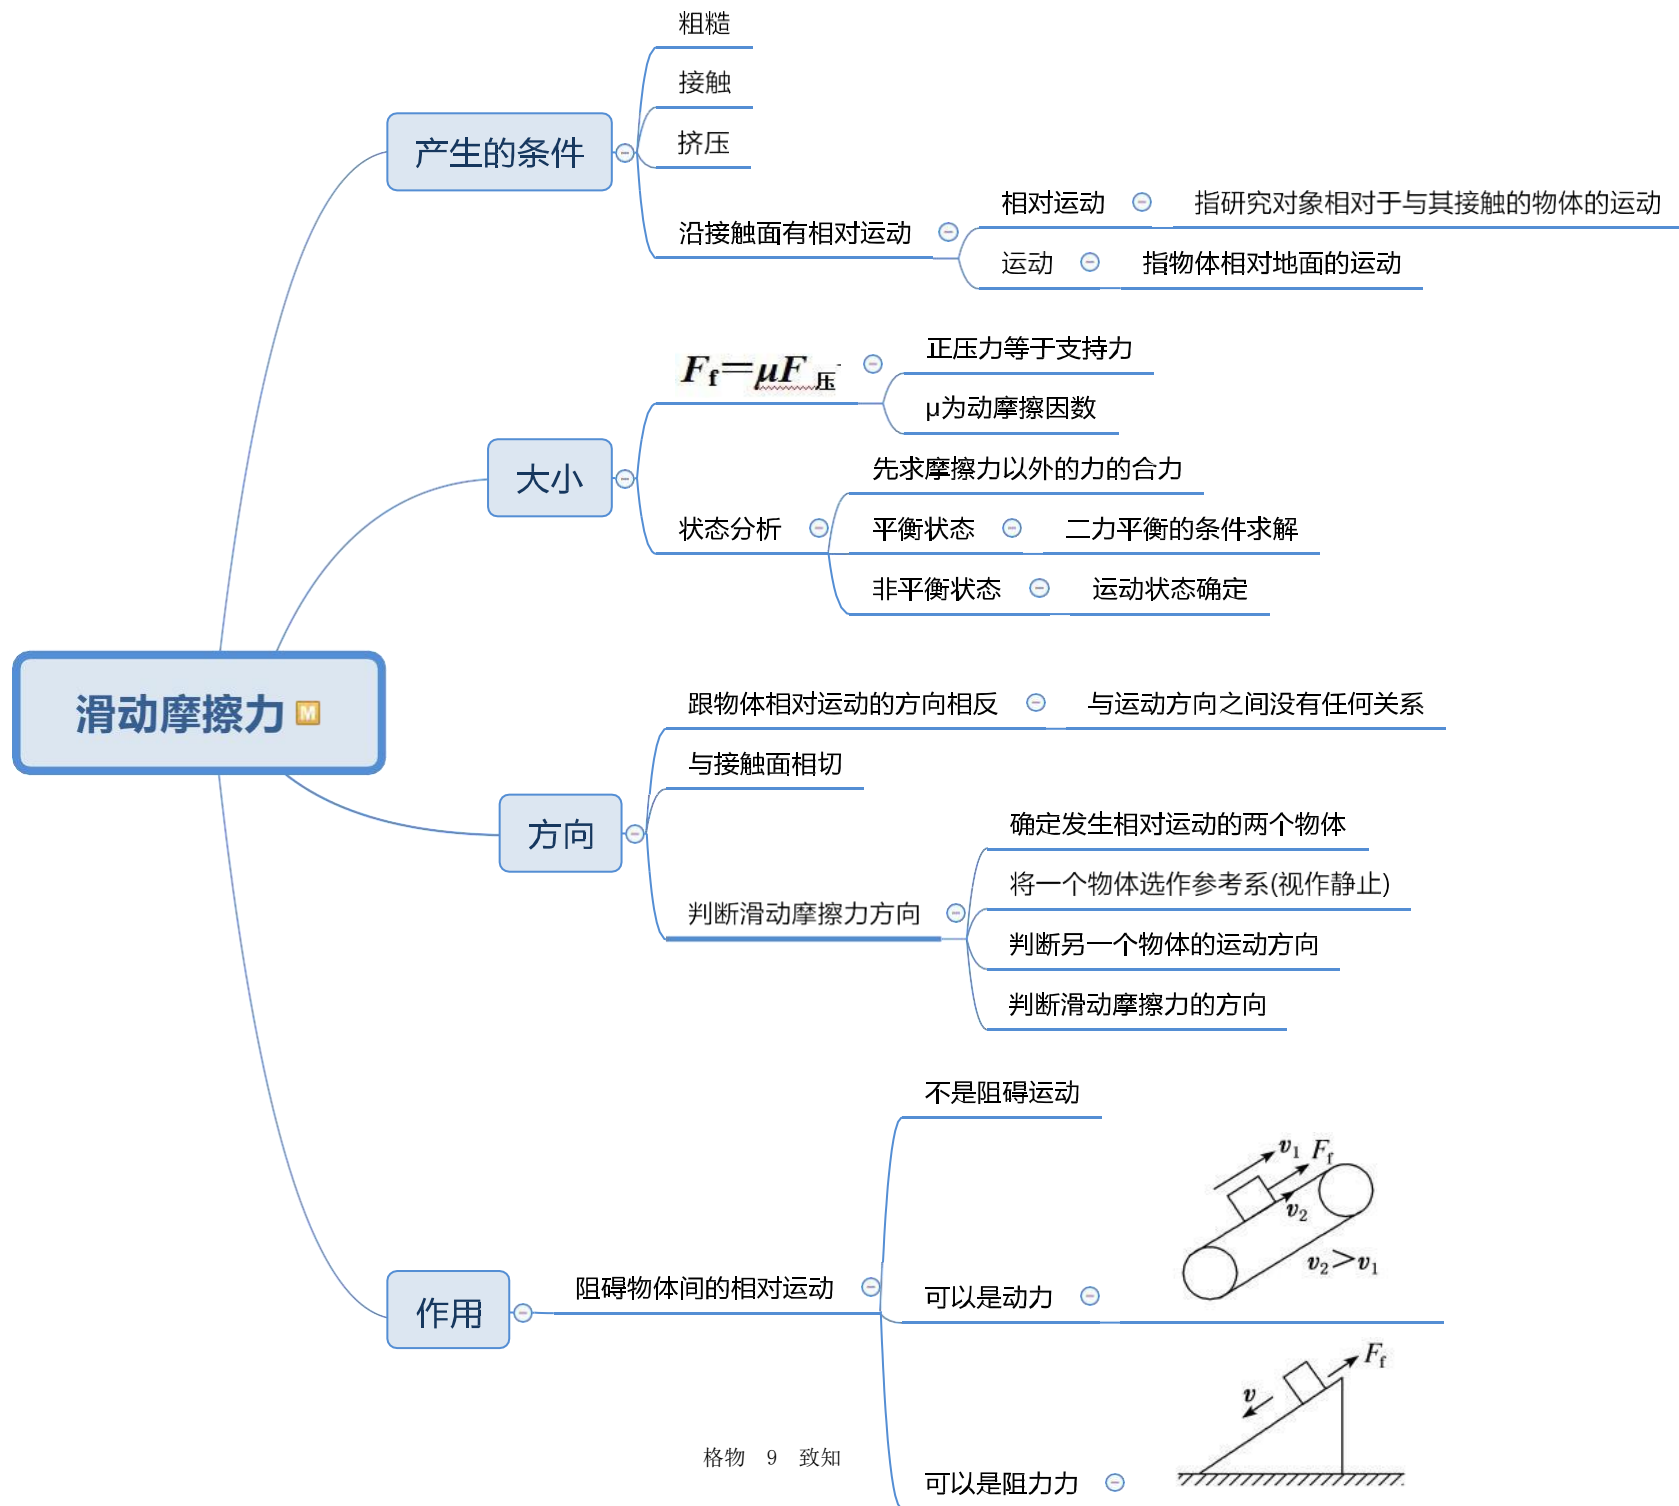 滑动摩擦力 M
产生的条件
粗糙
接触
挤压
沿接触面有相对运动
相对运动
指研究对象相对于与其接触的物体的运动
运动
指物体相对地面的运动
大小
Ff=μF压
正压力等于支持力
μ为动摩擦因数
状态分析
先求摩擦力以外的力的合力
平衡状态
二力平衡的条件求解
非平衡状态
运动状态确定
方向
跟物体相对运动的方向相反
与运动方向之间没有任何关系
与接触面相切
判断滑动摩擦力方向
确定发生相对运动的两个物体
将一个物体选作参考系(视作静止)
判断另一个物体的运动方向
判断滑动摩擦力的方向
作用
阻碍物体间的相对运动
不是阻碍运动
可以是动力
v1
Ff
v2
v2>v1
可以是阻力力
v
Ff
格物 9 致知